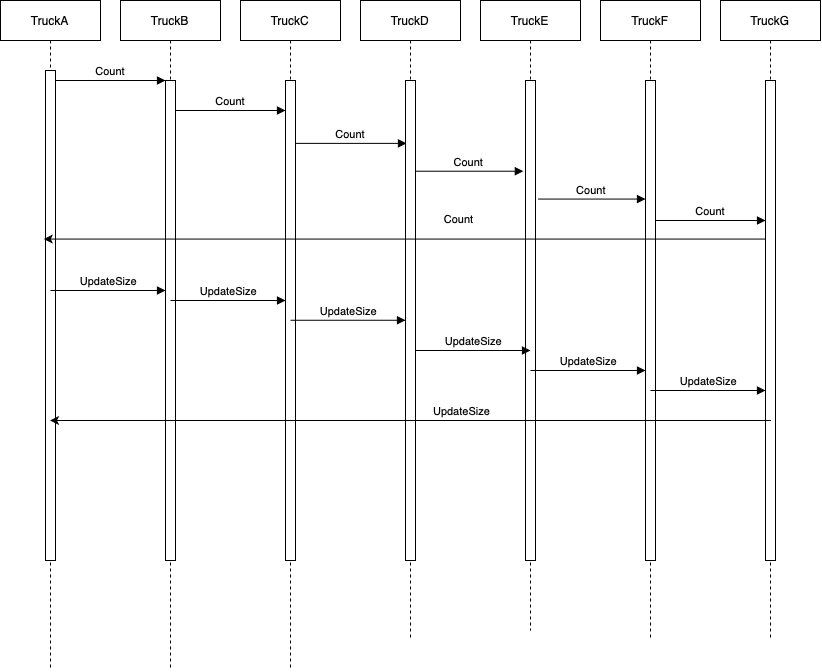 TruckA
TruckB
TruckC
TruckD
TruckE
TruckF
TruckG
Count
Count
Count
Count
Count
Count
Count
UpdateSize
UpdateSize
UpdateSize
UpdateSize
UpdateSize
UpdateSize
UpdateSize